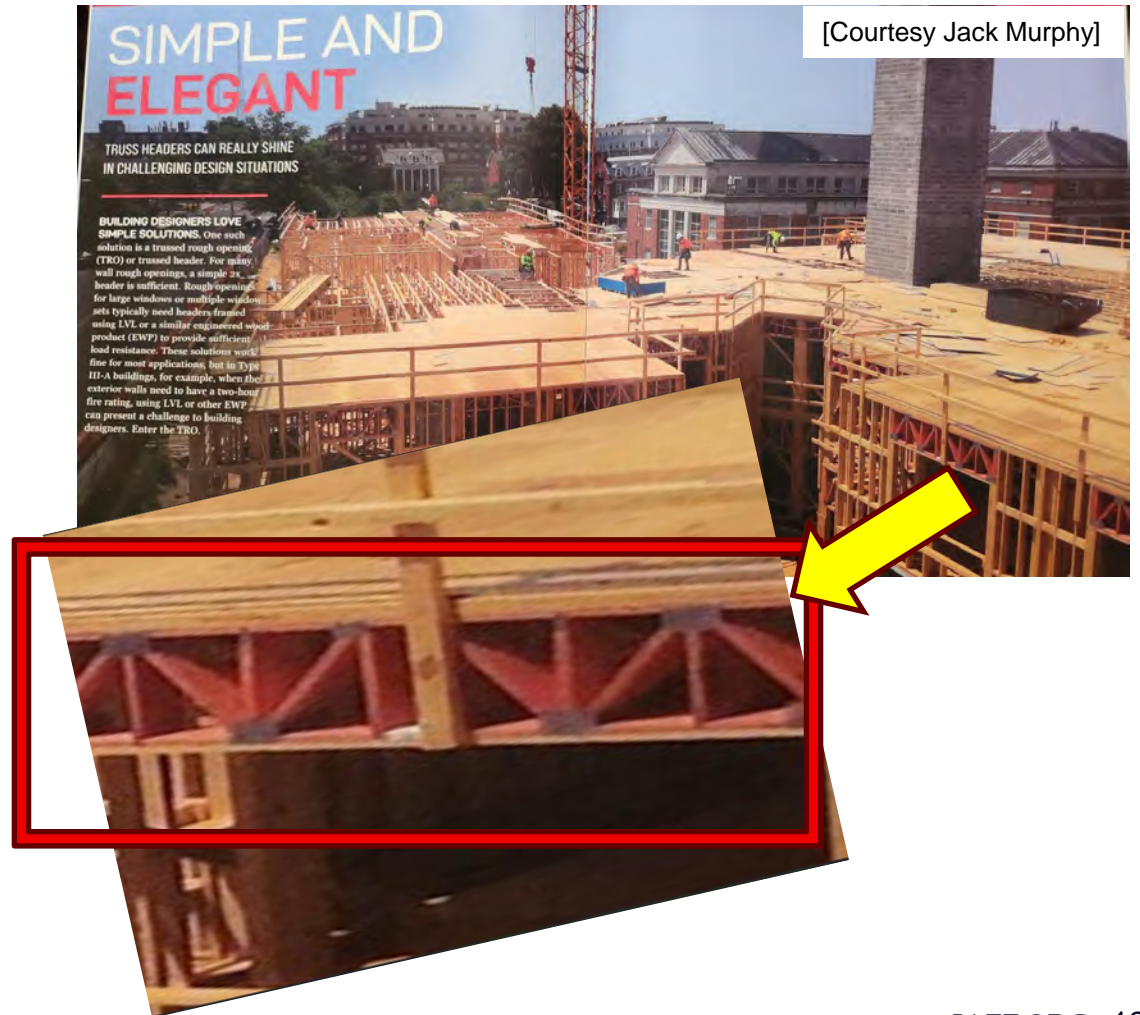 SIMPLE AND
ELEGANT
[Courtesy Jack Murphy]
TRUSS HEADERS CAN REALLY SHINE
IN CHALLENGING DESIGN SITUATIONS
BUILDING DESIGNERS LOVE
SIMPLE SOLUTIONS. One such
solution is a trussed rough opening
(TRO) or trussed header. For many
wall rough openings, a simple 2x
header is sufficient. Rough openings
for large windows or multiple window
sets typically need headers framed
using LVL or a similar engineered wood
product (EWP) to provide sufficient
load resistance. These solutions work
fine for most applications, but in Type
III-A buildings, for example, when the
exterior walls need to have a two-hour
fire rating, using LVL or other EWP
can present a challenge to building
designers. Enter the TRO.